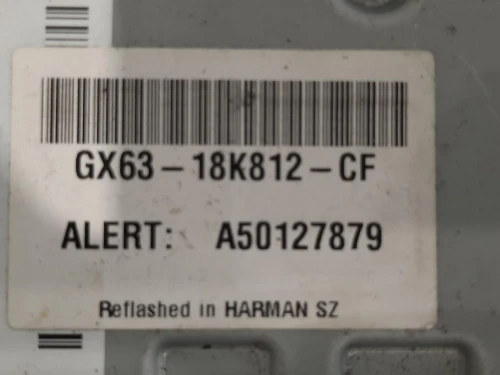 GX63-18K812-CF
ALERT: A50127879
Reflashed in HARMAN SZ